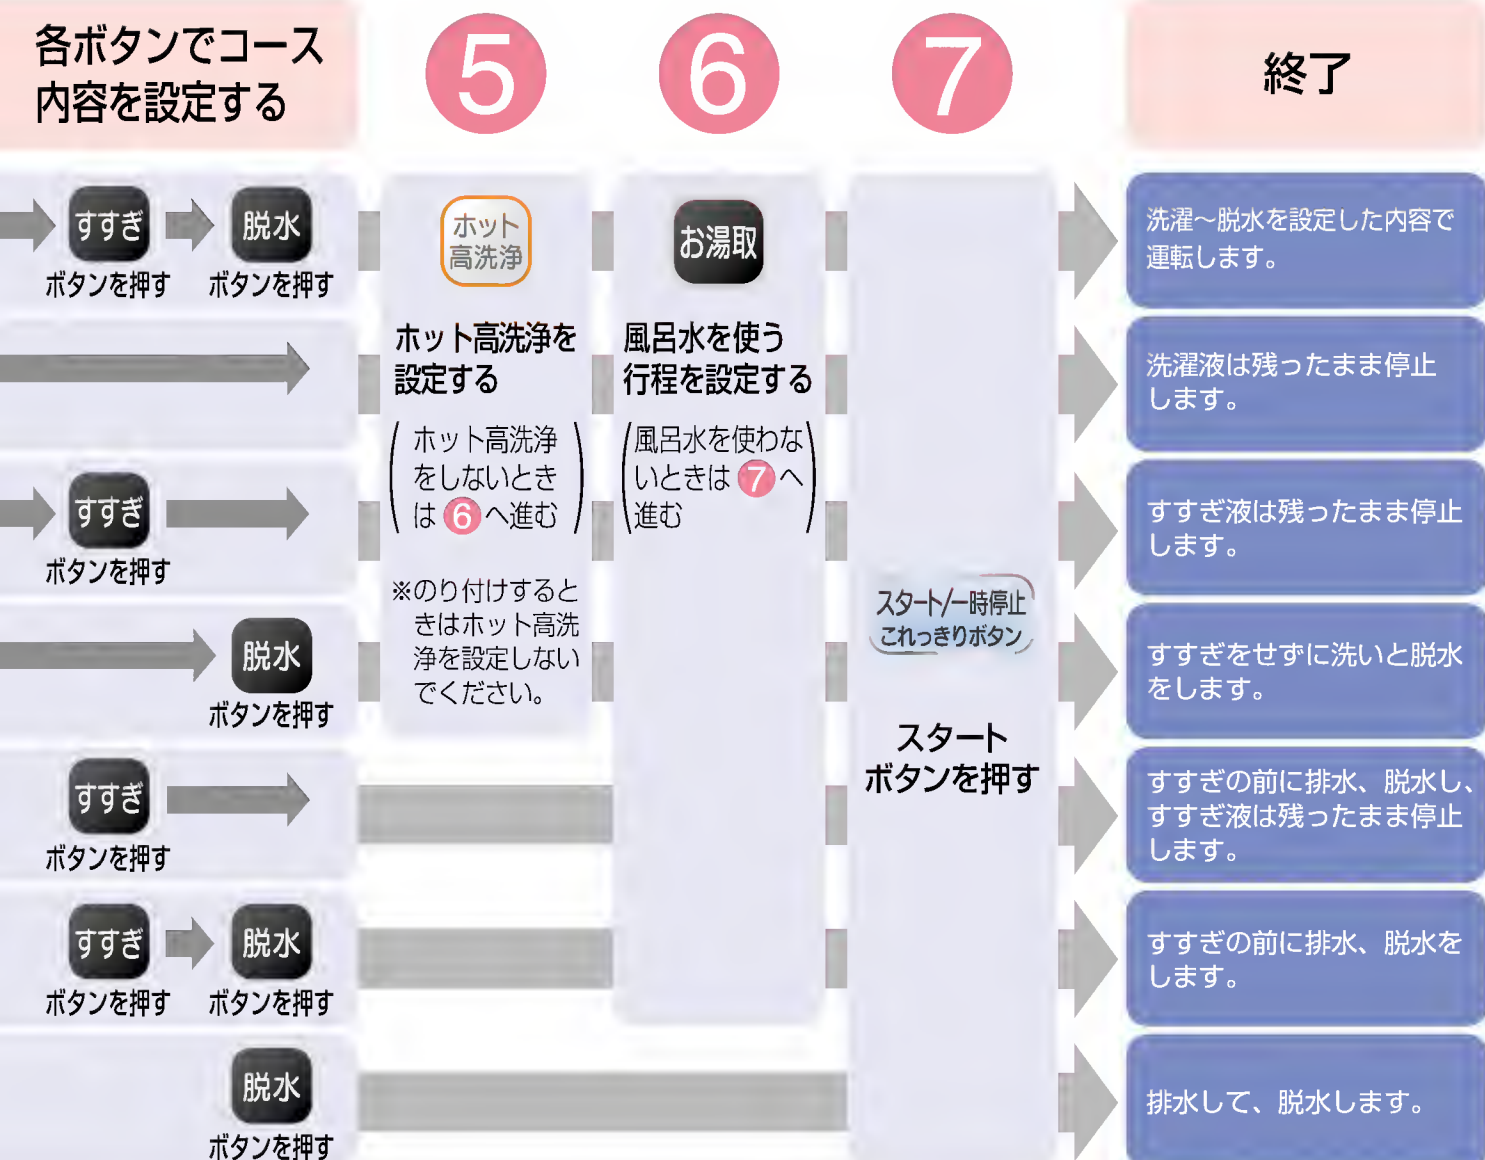 各ボタンでコース
内容を設定する
5
6
7
終了
すすぎ
ボタンを押す
脱水
ボタンを押す
ホット
高洗浄
ホット高洗浄を
設定する
ホット高洗浄
をしないとき
は6へ進む
※のり付けすると
きはホット高洗
浄を設定しない
でください。
お湯取
風呂水を使う
行程を設定する
風呂水を使わな
いときは7へ
進む
スタート/一時停止
これっきりボタン
スタート
ボタンを押す
洗濯～脱水を設定した内容で
運転します。
洗濯液は残ったまま停止
します。
すすぎ
ボタンを押す
すすぎ液は残ったまま停止
します。
脱水
ボタンを押す
すすぎをせずに洗いと脱水
をします。
すすぎ
ボタンを押す
すすぎの前に排水、脱水し、
すすぎ液は残ったまま停止
します。
すすぎ
ボタンを押す
脱水
ボタンを押す
すすぎの前に排水、脱水を
します。
脱水
ボタンを押す
排水して、脱水します。